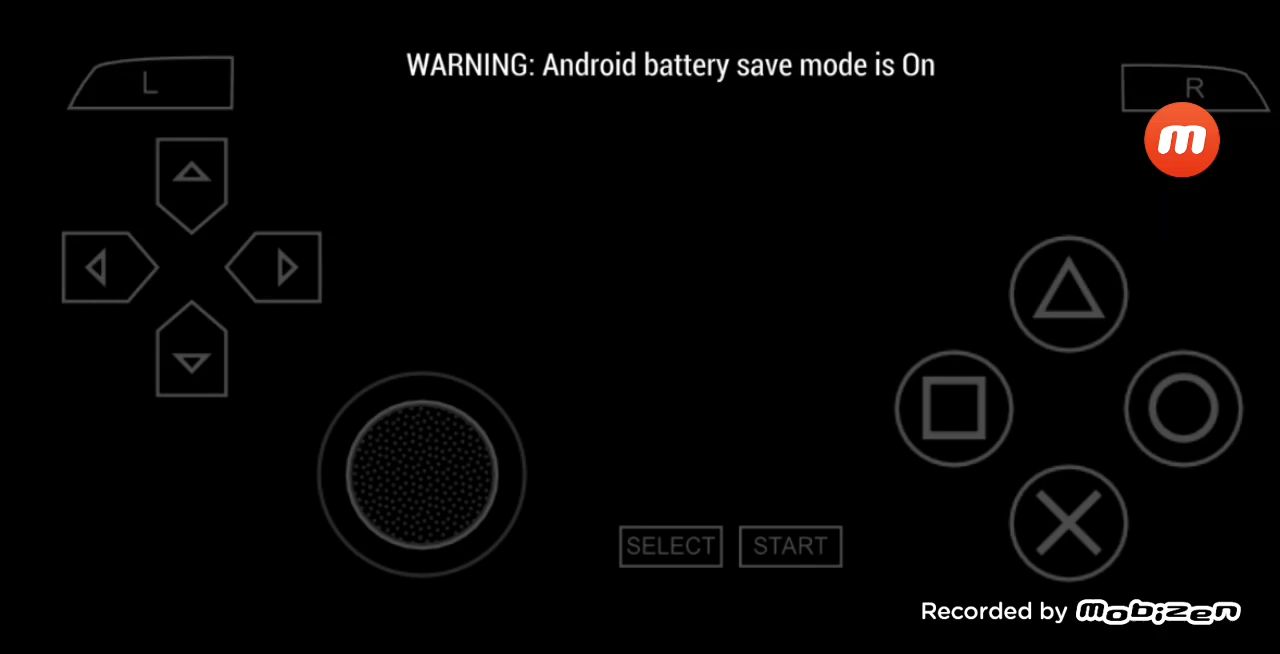 WARNING: Android battery save mode is On
L
R
m
SELECT
START
Recorded by mobizen